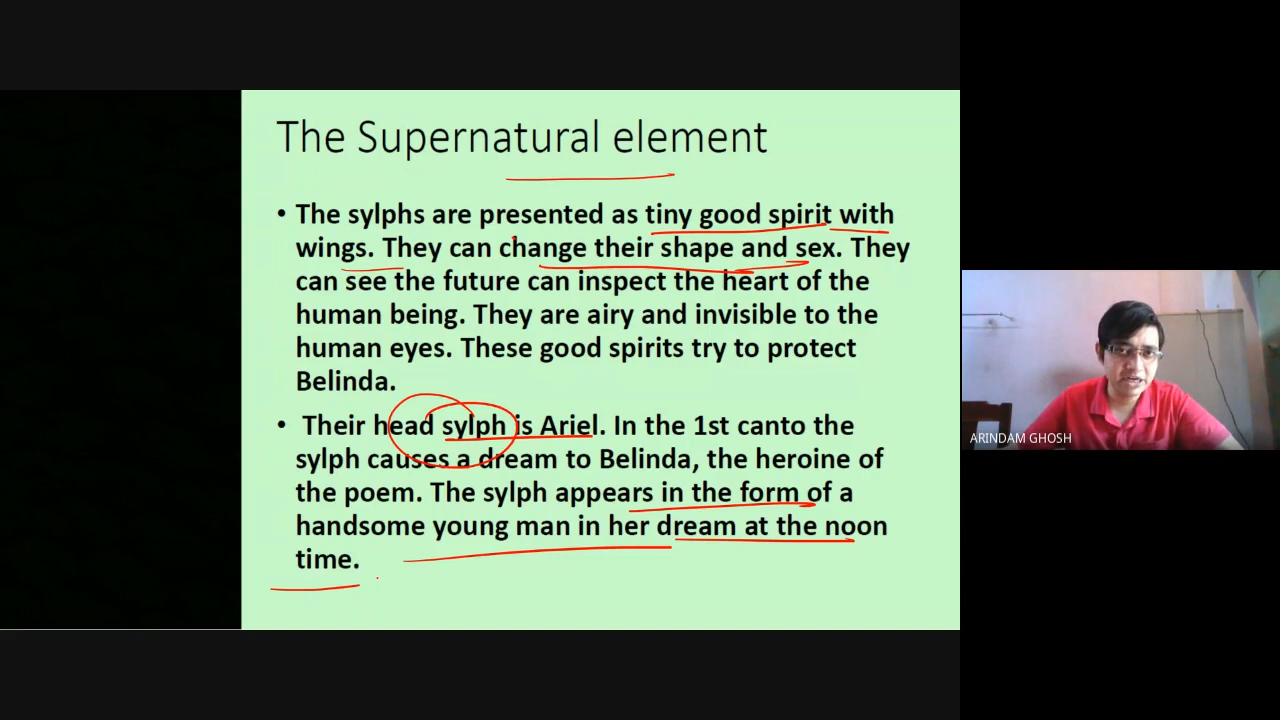 The Supernatural element
• The sylphs are presented as tiny good spirit with
wings. They can change their shape and sex. They
can see the future can inspect the heart of the
human being. They are airy and invisible to the
human eyes. These good spirits try to protect
Belinda.
• Their head sylph is Ariel. In the 1st canto the
sylph causes a dream to Belinda, the heroine of
the poem. The sylph appears in the form of a
handsome young man in her dream at the noon
time.
ARINDAM GHOSH